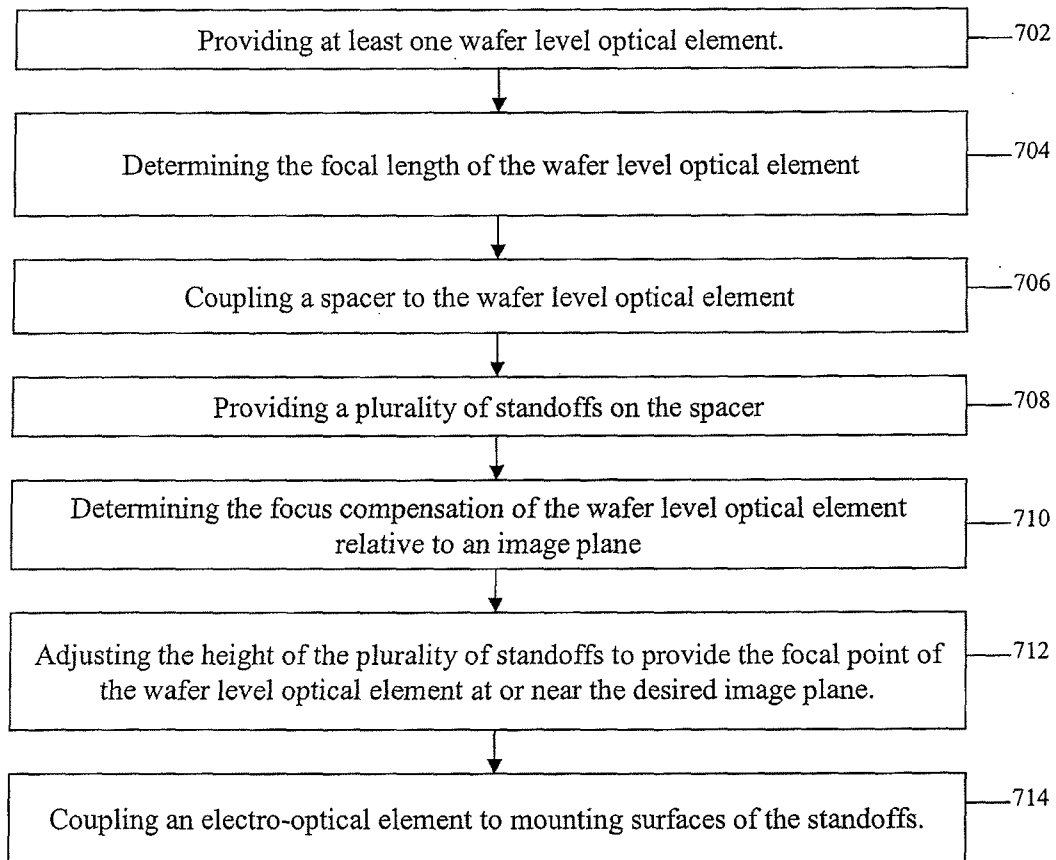 Providing at least one wafer level optical element.
702
Determining the focal length of the wafer level optical element
704
Coupling a spacer to the wafer level optical element
706
Providing a plurality of standoffs on the spacer
708
Determining the focus compensation of the wafer level optical element
relative to an image plane
710
Adjusting the height of the plurality of standoffs to provide the focal point of
the wafer level optical element at or near the desired image plane.
712
Coupling an electro-optical element to mounting surfaces of the standoffs.
714